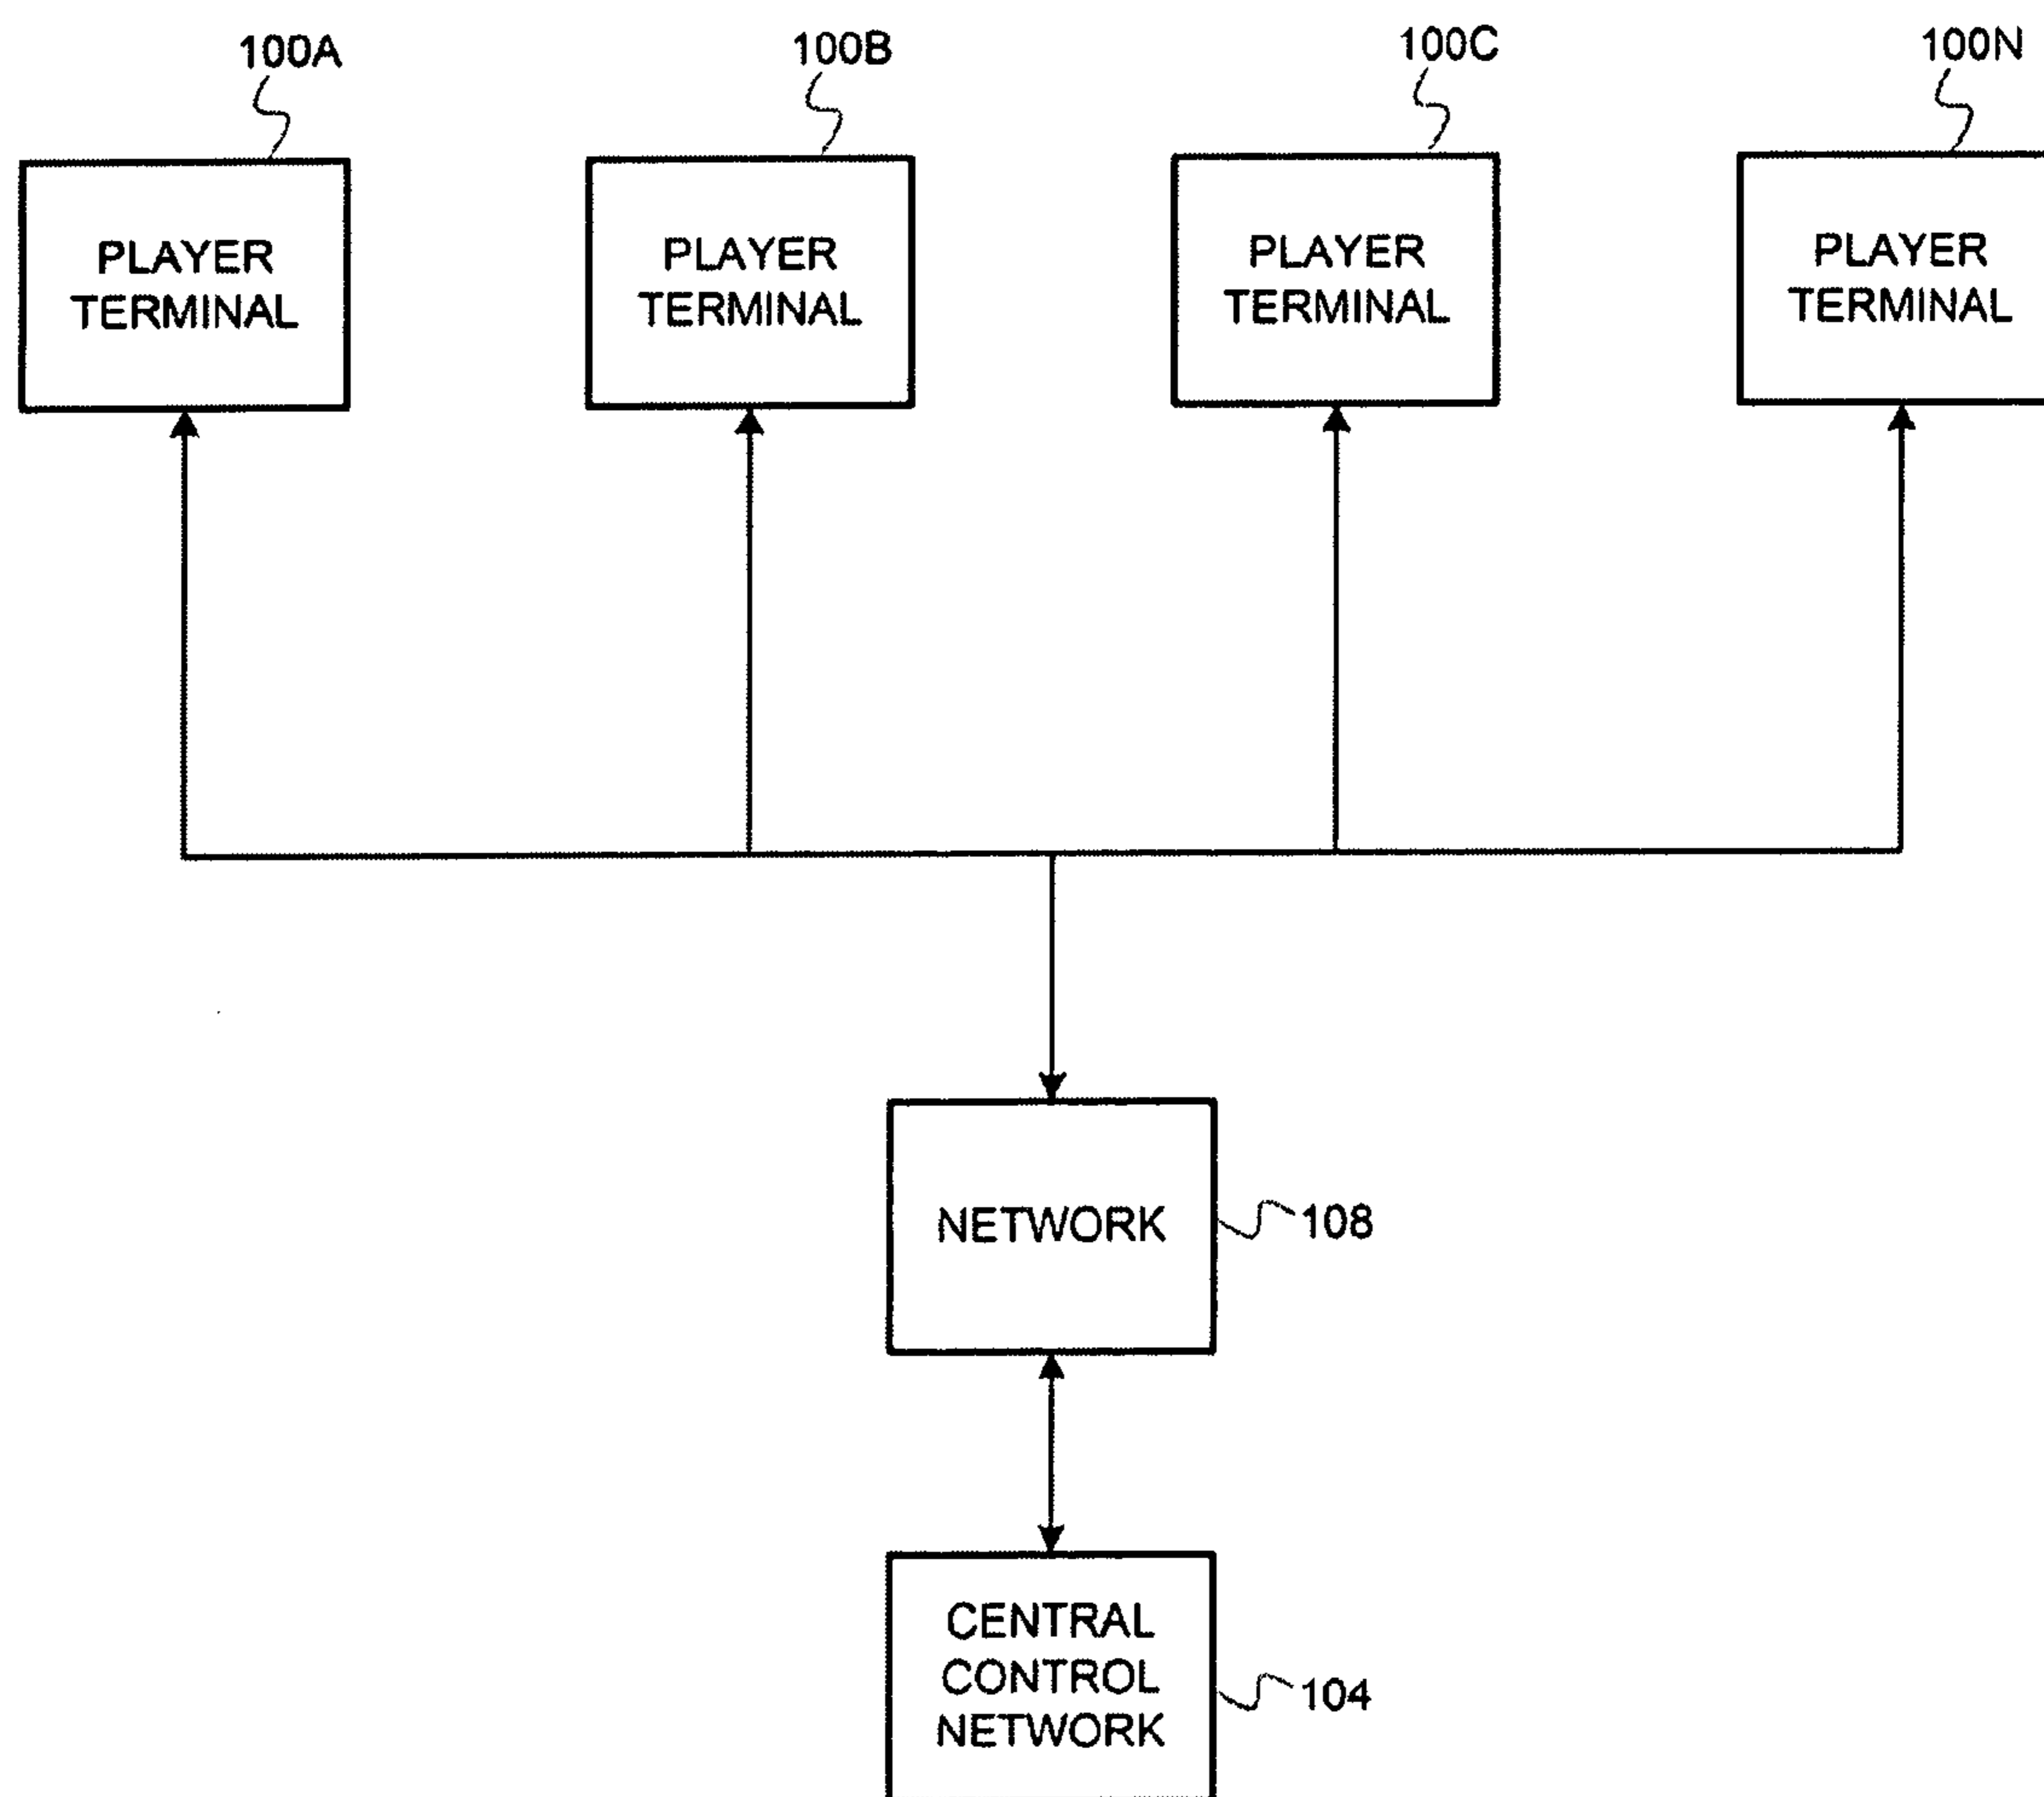 100A
100B
100C
100N
PLAYER
TERMINAL
PLAYER
TERMINAL
PLAYER
TERMINAL
PLAYER
TERMINAL
NETWORK
108
CENTRAL
CONTROL
NETWORK
104